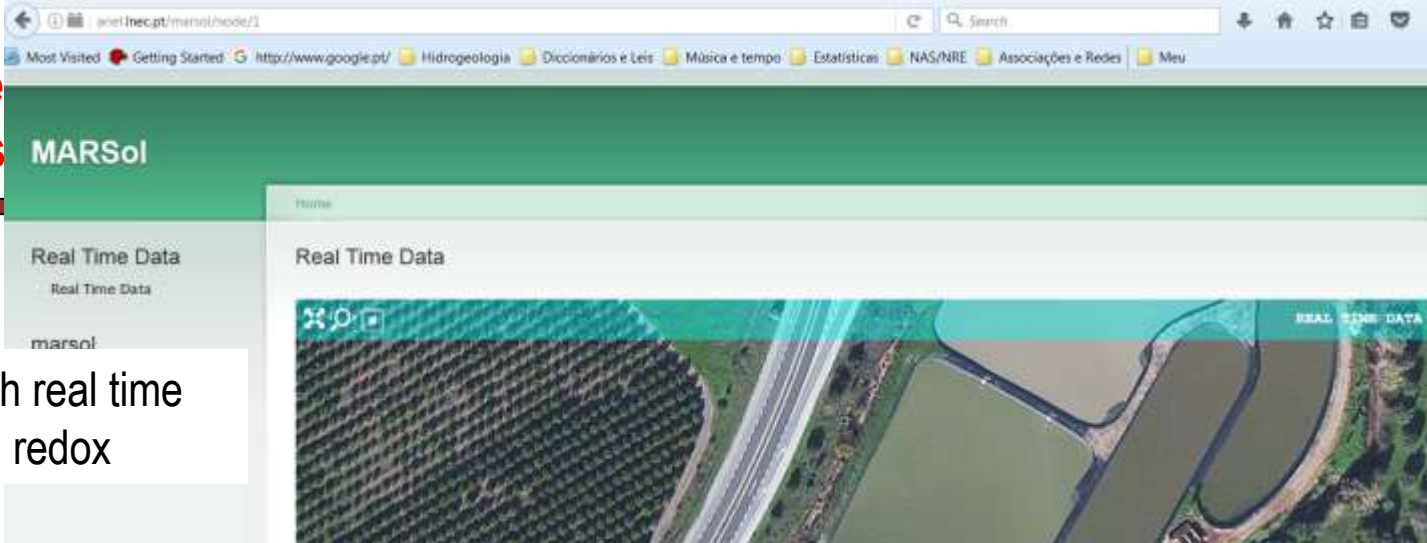 anel.lnec.pt/marsol/node/1
Search
Most Visited Getting Started http://www.google.pt/ Hidrogeologia Diccionários e Leis Música e tempo Estatísticas NAS/NRE Associações e Redes Meu
MARSol
Home
Real Time Data
Real Time Data
Real Time Data
REAL TIME DATA
marsol
h real time
redox